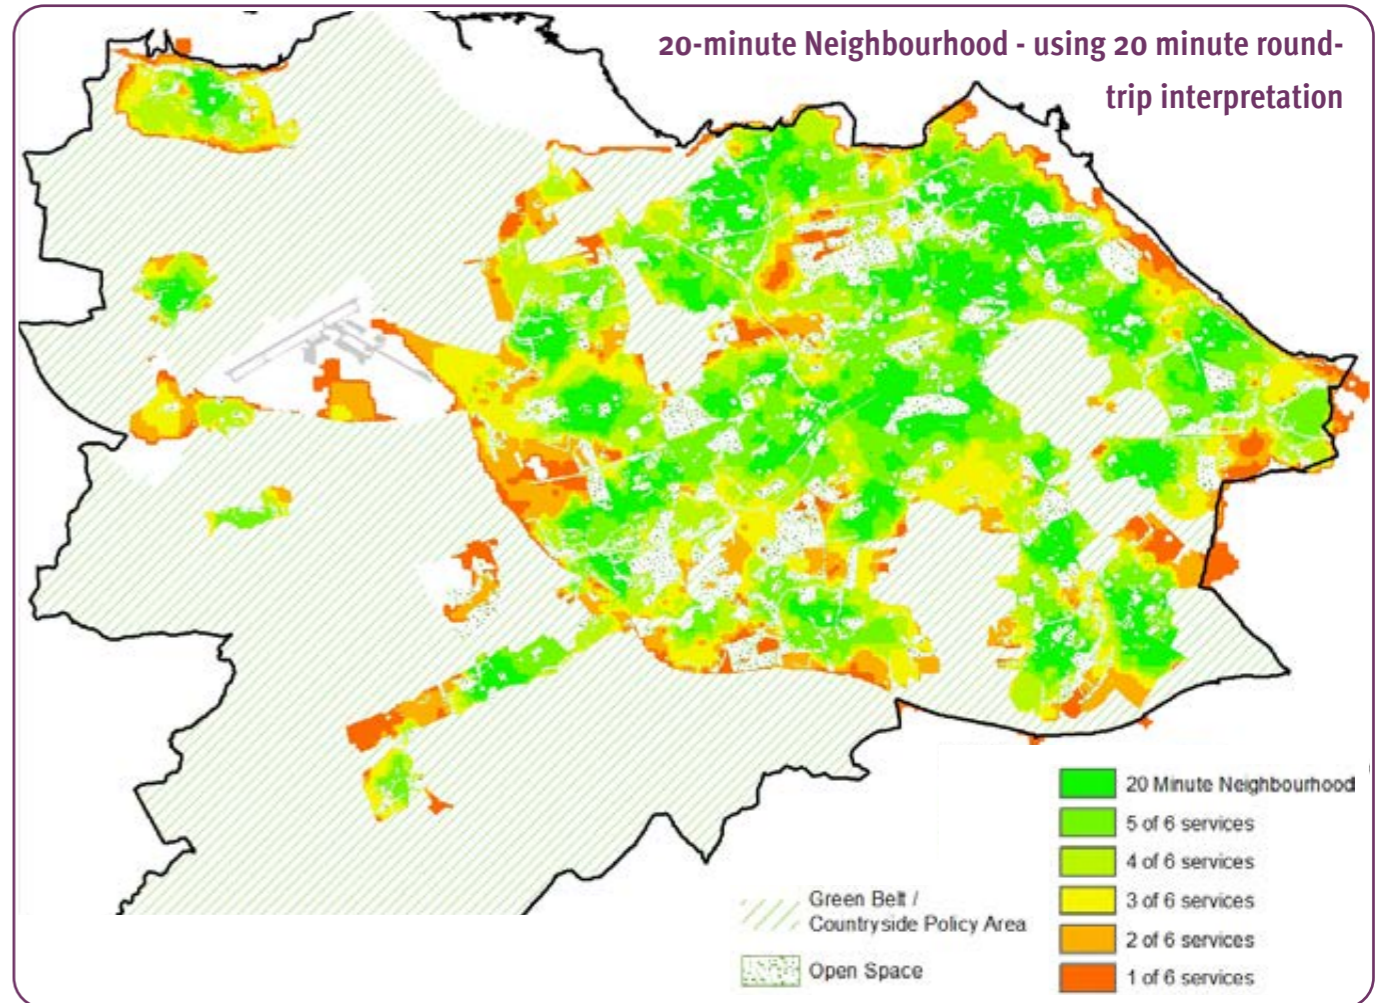 20-minute Neighbourhood - using 20 minute round-
trip interpretation
20 Minute Neighbourhood
5 of 6 services
4 of 6 services
3 of 6 services
2 of 6 services
1 of 6 services
Green Belt /
Countryside Policy Area
Open Space